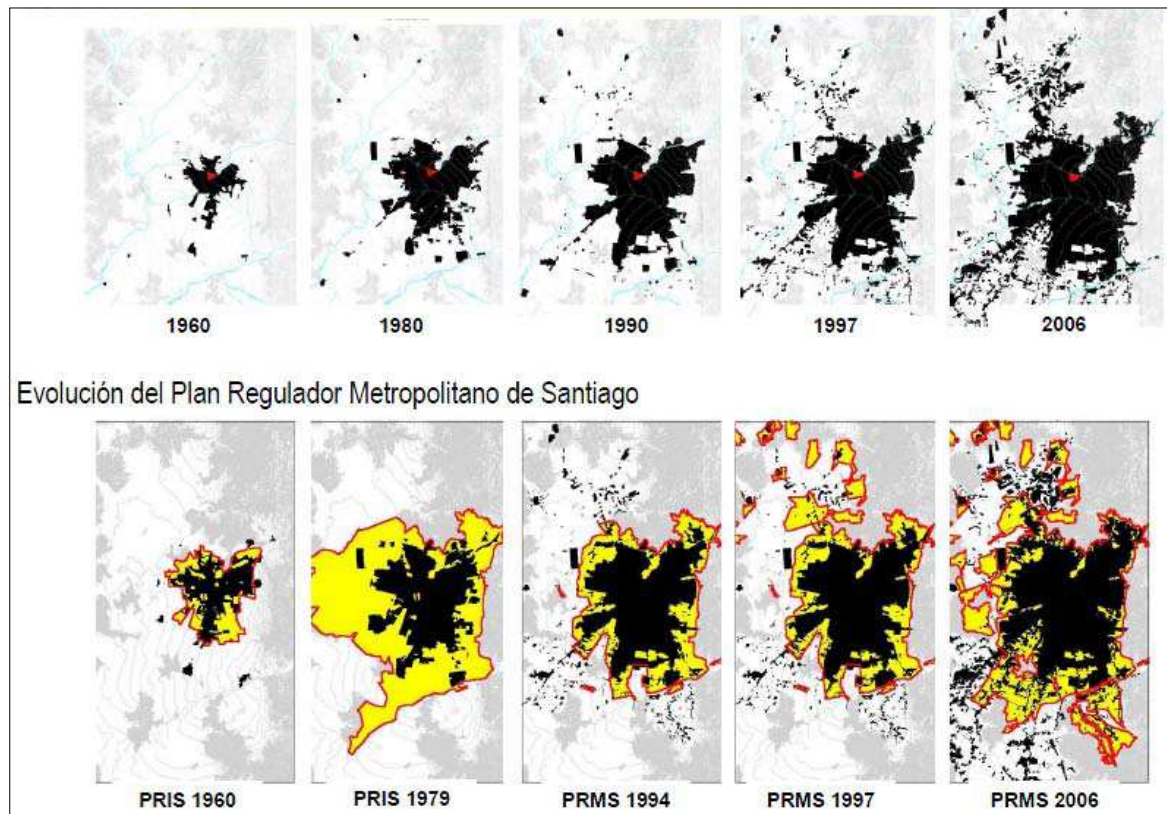 1960
1980
1990
1997
2006
Evolución del Plan Regulador Metropolitano de Santiago
PRIS 1960
PRIS 1979
PRMS 1994
PRMS 1997
PRMS 2006